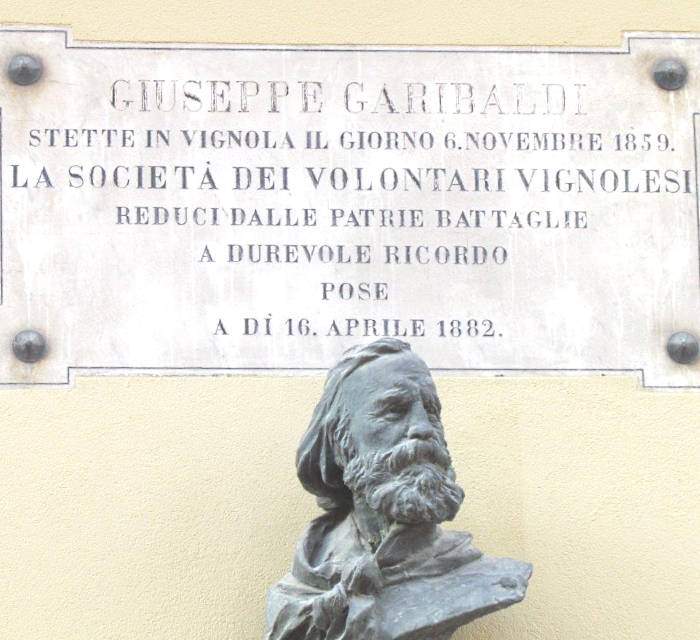 GIUSEPPE GARIBALDI
STETTE IN VIGNOLA IL GIORNO 6. NOVEMBRE 1859.
LA SOCIETÀ DEI VOLONTARI VIGNOLESI
REDUCI DALLE PATRIE BATTAGLIE
A DUREVOLE RICORDO
POSE
A DÌ 16. APRILE 1882.